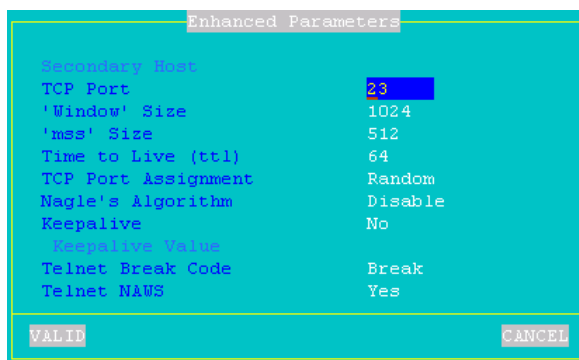 Enhanced Parameters
Secondary Host
TCP Port 23
'Window' Size 1024
'mss' Size 512
Time to Live (ttl) 64
TCP Port Assignment Random
Nagle's Algorithm Disable
Keepalive No
Keepalive Value
Telnet Break Code Break
Telnet NAWS Yes
VALID CANCEL